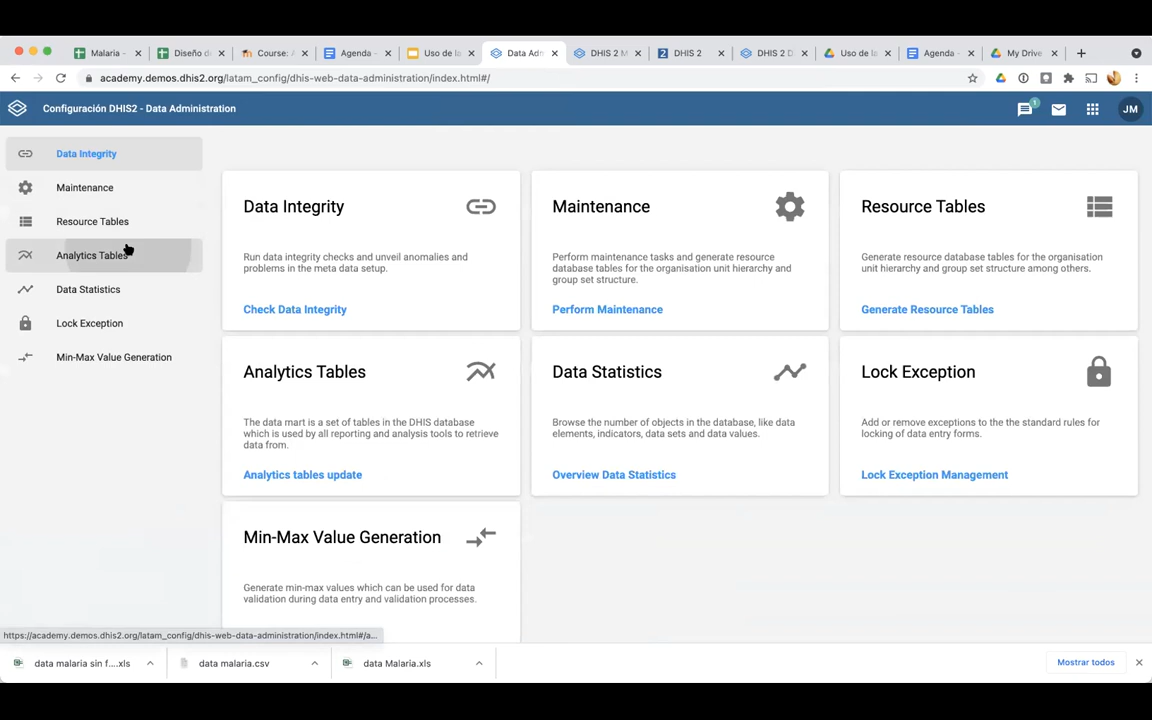 Malaria -
Diseño de
Course: A
Agenda -
Uso de la
Data Adm
DHIS 2 M
DHIS 2
DHIS 2 D
Uso de la
Agenda -
My Drive
academy.demos.dhis2.org/latam_config/dhis-web-data-administration/index.html#/
Configuración DHIS2 - Data Administration
1
JM
Data Integrity
Maintenance
Resource Tables
Analytics Tables
Data Statistics
Lock Exception
Min-Max Value Generation
Data Integrity
Run data integrity checks and unveil anomalies and
problems in the meta data setup.
Check Data Integrity
Maintenance
Perform maintenance tasks and generate resource
database tables for the organisation unit hierarchy and
group set structure.
Perform Maintenance
Resource Tables
Generate resource database tables for the organisation
unit hierarchy and group set structure among others.
Generate Resource Tables
Analytics Tables
The data mart is a set of tables in the DHIS database
which is used by all reporting and analysis tools to retrieve
data from.
Analytics tables update
Data Statistics
Browse the number of objects in the database, like data
elements, indicators, data sets and data values.
Overview Data Statistics
Lock Exception
Add or remove exceptions to the the standard rules for
locking of data entry forms.
Lock Exception Management
Min-Max Value Generation
Generate min-max values which can be used for data
validation during data entry and validation processes.
https://academy.demos.dhis2.org/latam_config/dhis-web-data-administration/index.html#/a...
data malaria sin f....xls
data malaria.csv
data Malaria.xls
Mostrar todos